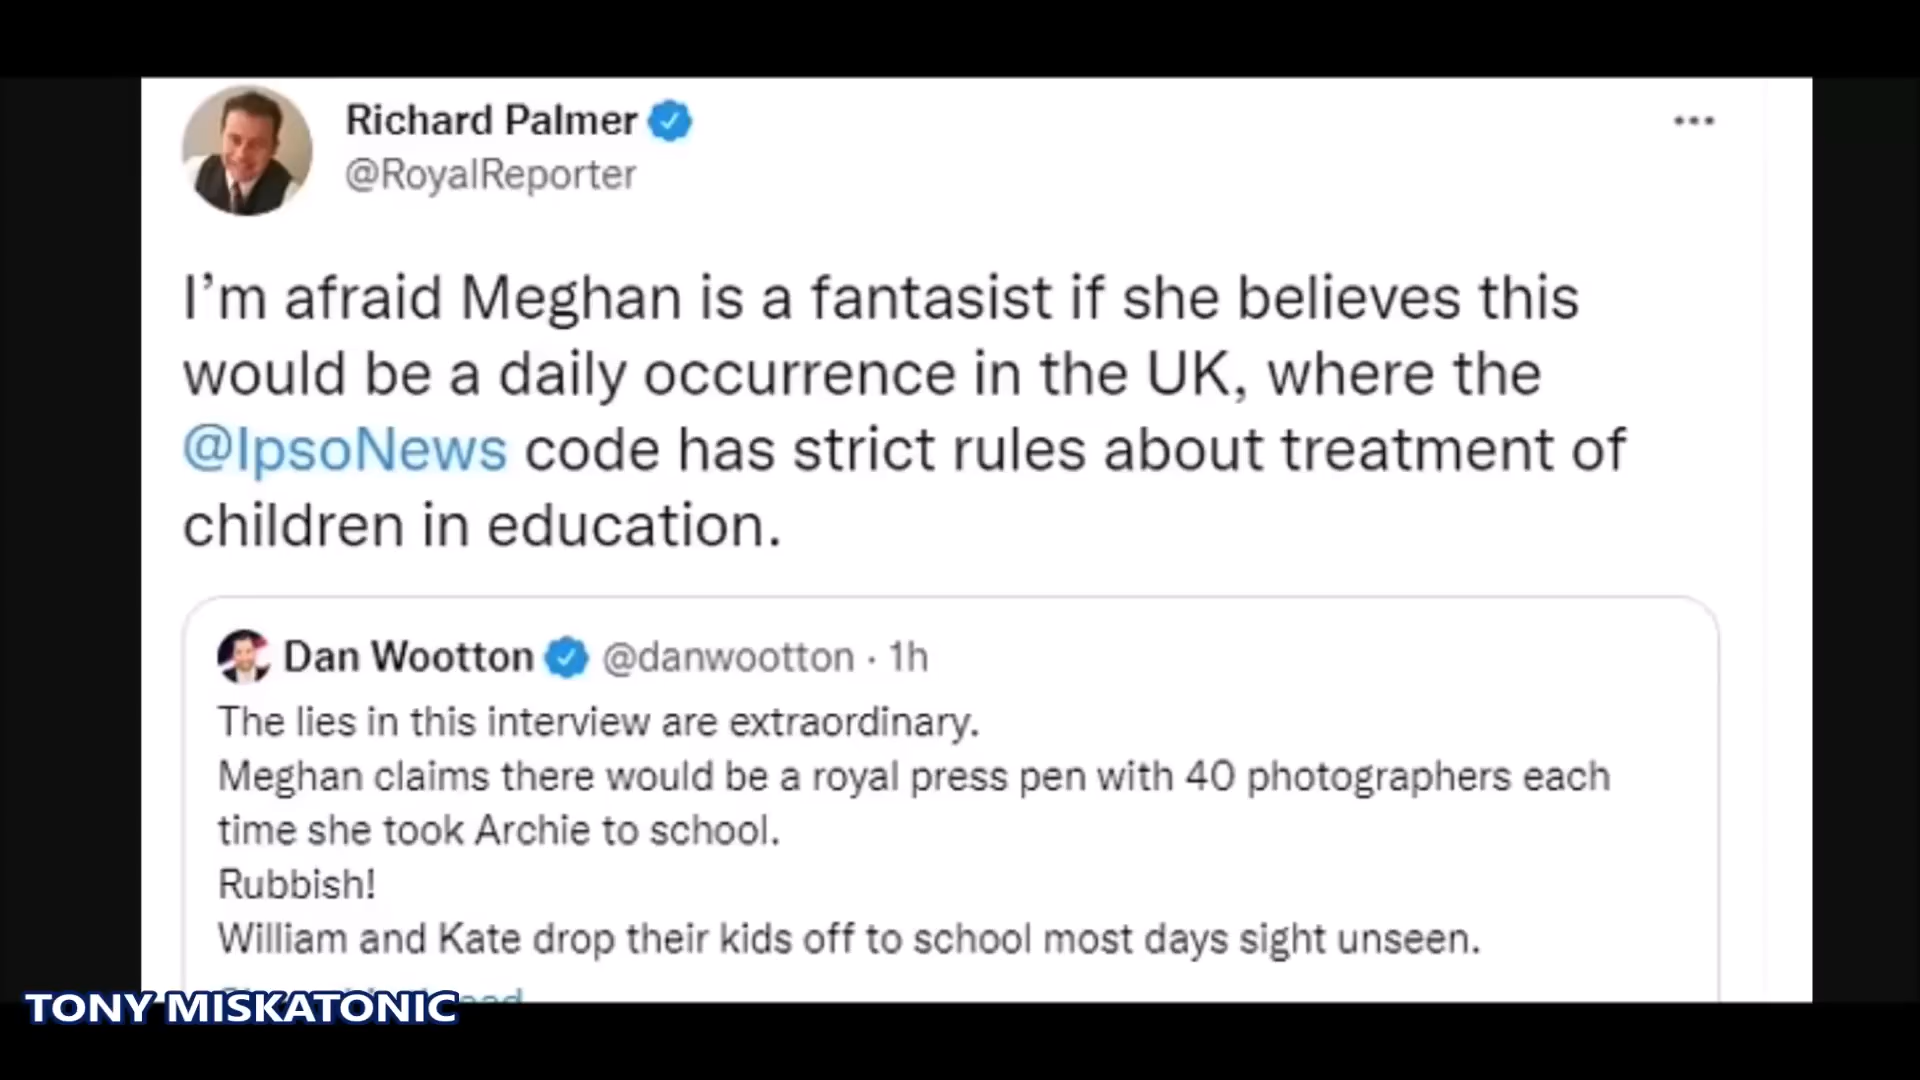 Richard Palmer
@RoyalReporter
I'm afraid Meghan is a fantasist if she believes this
would be a daily occurrence in the UK, where the
@IpsoNews code has strict rules about treatment of
children in education.
Dan Wootton @danwootton · 1h
The lies in this interview are extraordinary.
Meghan claims there would be a royal press pen with 40 photographers each
time she took Archie to school.
Rubbish!
William and Kate drop their kids off to school most days sight unseen.
TONY MISKATONIC